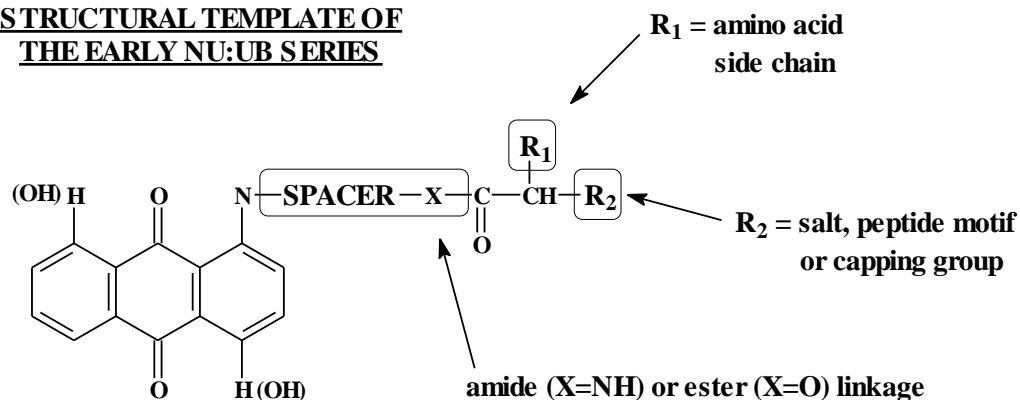 STRUCTURAL TEMPLATE OF
THE EARLY NU:UB SERIES
R1 = amino acid
side chain
R1
(OH) H
O
N
SPACER
X
C
CH
R2
O
R2 = salt, peptide motif
or capping group
O
H (OH)
amide (X=NH) or ester (X=O) linkage